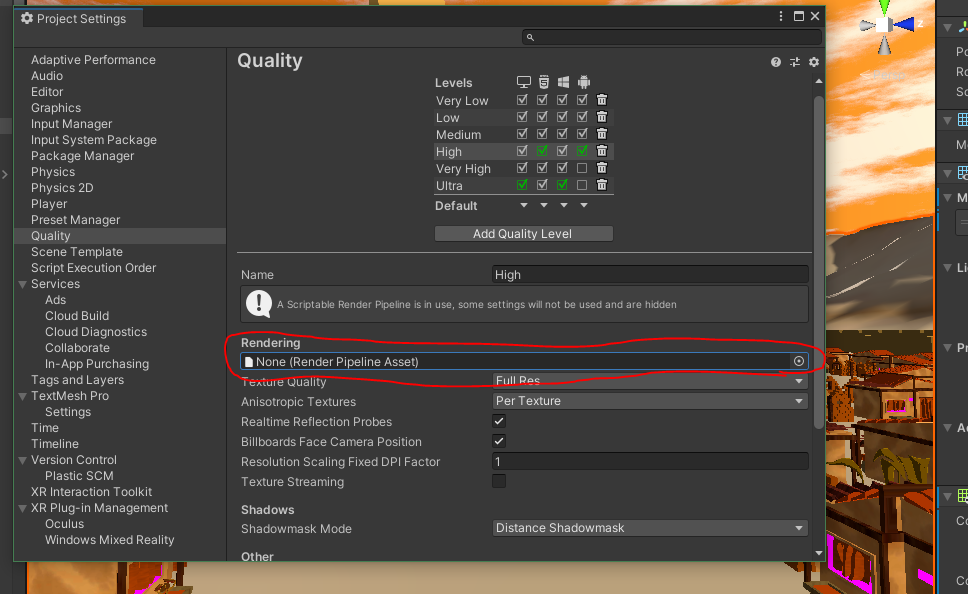 Project Settings
Adaptive Performance
Audio
Editor
Graphics
Input Manager
Input System Package
Package Manager
Physics
Physics 2D
Player
Preset Manager
Quality
Scene Template
Script Execution Order
Services
Ads
Cloud Build
Cloud Diagnostics
Collaborate
In-App Purchasing
Tags and Layers
TextMesh Pro
Settings
Time
Timeline
Version Control
Plastic SCM
XR Interaction Toolkit
XR Plug-in Management
Oculus
Windows Mixed Reality
Quality
Levels
Very Low
Low
Medium
High
Very High
Ultra
Default
Add Quality Level
Name High
A Scriptable Render Pipeline is in use, some settings will not be used and are hidden
Rendering
None (Render Pipeline Asset)
Texture Quality Full Res
Anisotropic Textures Per Texture
Realtime Reflection Probes
Billboards Face Camera Position
Resolution Scaling Fixed DPI Factor 1
Texture Streaming
Shadows
Shadowmask Mode Distance Shadowmask
Other
z